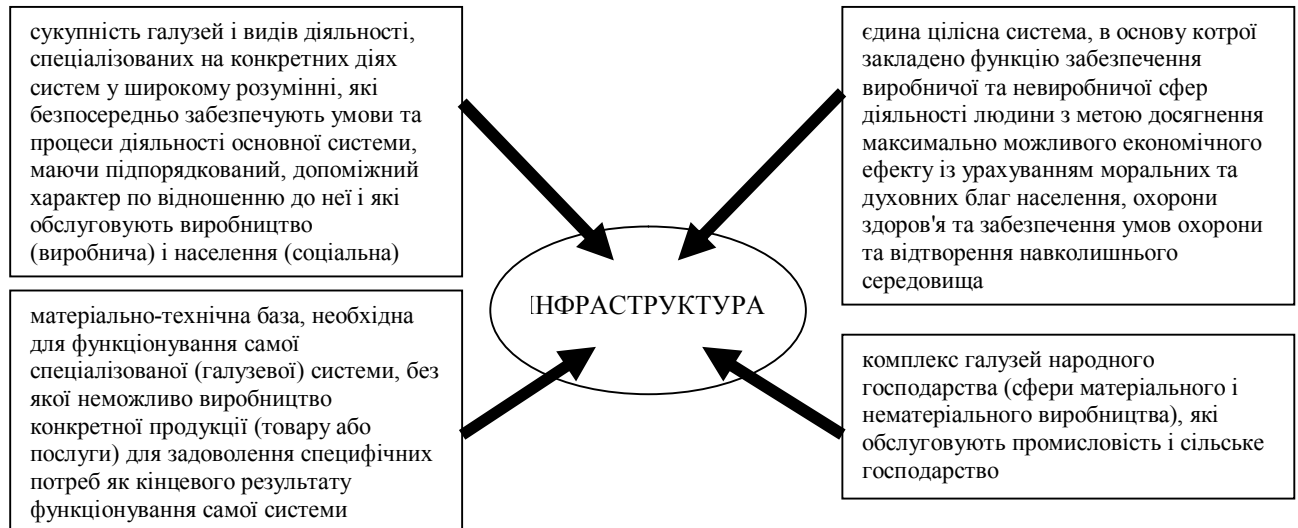 сукупність галузей і видів діяльності,
спеціалізованих на конкретних діях
систем у широкому розумінні, які
безпосередньо забезпечують умови та
процеси діяльності основної системи,
маючи підпорядкований, допоміжний
характер по відношенню до неї і які
обслуговують виробництво
(виробнича) і населення (соціальна)
матеріально-технічна база, необхідна
для функціонування самої
спеціалізованої (галузевої) системи, без
якої неможливо виробництво
конкретної продукції (товару або
послуги) для задоволення специфічних
потреб як кінцевого результату
функціонування самої системи
ІНФРАСТРУКТУРА
єдина цілісна система, в основу котрої
закладено функцію забезпечення
виробничої та невиробничої сфер
діяльності людини з метою досягнення
максимально можливого економічного
ефекту із урахуванням моральних та
духовних благ населення, охорони
здоров'я та забезпечення умов охорони
та відтворення навколишнього
середовища
комплекс галузей народного
господарства (сфери матеріального і
нематеріального виробництва), які
обслуговують промисловість і сільське
господарство